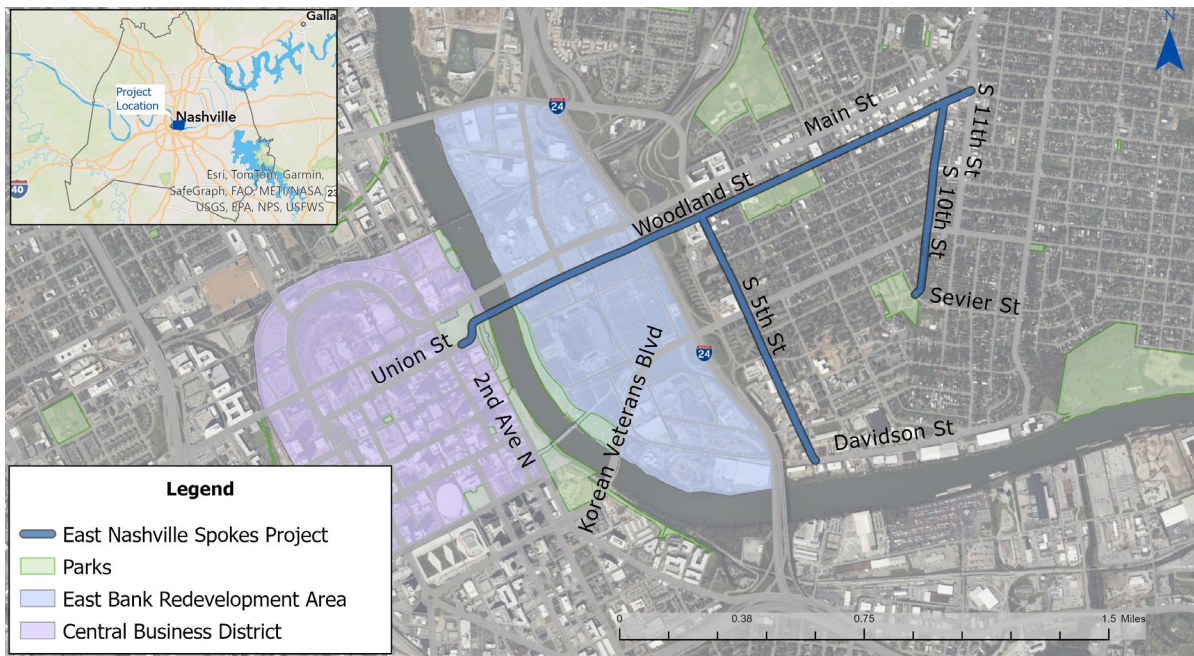 Galla
Project
Location
Nashville
Esri, TomTom, Garmin,
SafeGraph, FAO, METI/NASA,
USGS, EPA, NPS, USFWS
40
N
24
Main St
S 11th St
S 10th St
Woodland St
Sevier St
S 5th St
24
Union St
2nd Ave N
Korean Veterans Blvd
Davidson St
Legend
East Nashville Spokes Project
Parks
East Bank Redevelopment Area
Central Business District
0 0.38 0.75 1.5 Miles